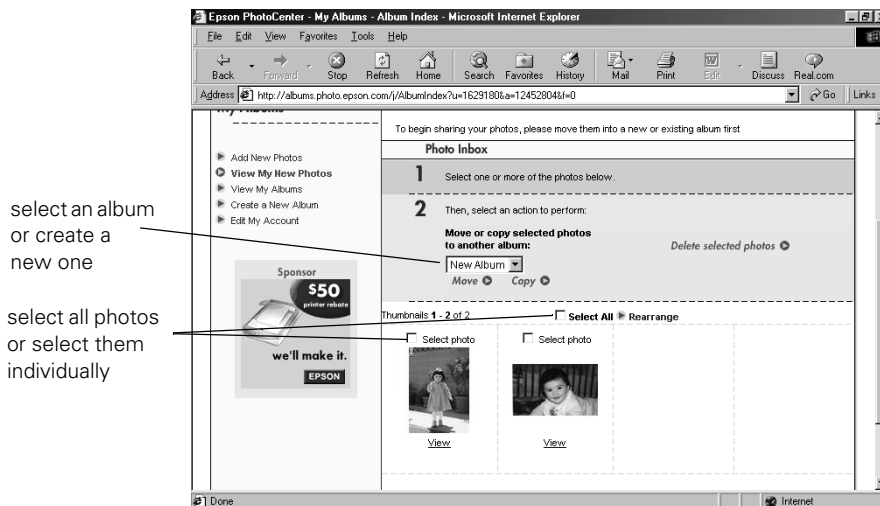 Epson PhotoCenter - My Albums - Album Index - Microsoft Internet Explorer
File Edit View Favorites Tools Help
Back Forward Stop Refresh Home Search Favorites History Mail Print Edit Discuss Real.com
Address http://albums.photo.epson.com/j/AlbumIndex?u=1629180&a=12452804&f=0 Go Links
My Albums
To begin sharing your photos, please move them into a new or existing album first
Photo Inbox
Add New Photos
View My New Photos
View My Albums
Create a New Album
Edit My Account
1 Select one or more of the photos below.
2 Then, select an action to perform:
Move or copy selected photos
to another album:
New Album
Move Copy
Delete selected photos
select an album
or create a
new one
Sponsor
$50
printer rebate
we'll make it.
EPSON
select all photos
or select them
individually
Thumbnails 1 - 2 of 2 Select All Rearrange
Select photo Select photo
View View
Done Internet